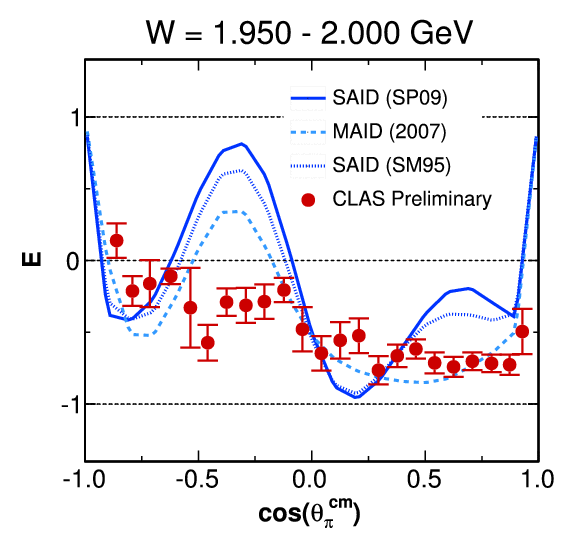 W = 1.950 - 2.000 GeV
SAID (SP09)
MAID (2007)
SAID (SM95)
CLAS Preliminary
E
1
0
-1
-1.0 -0.5 0.0 0.5 1.0
cos(θπcm)